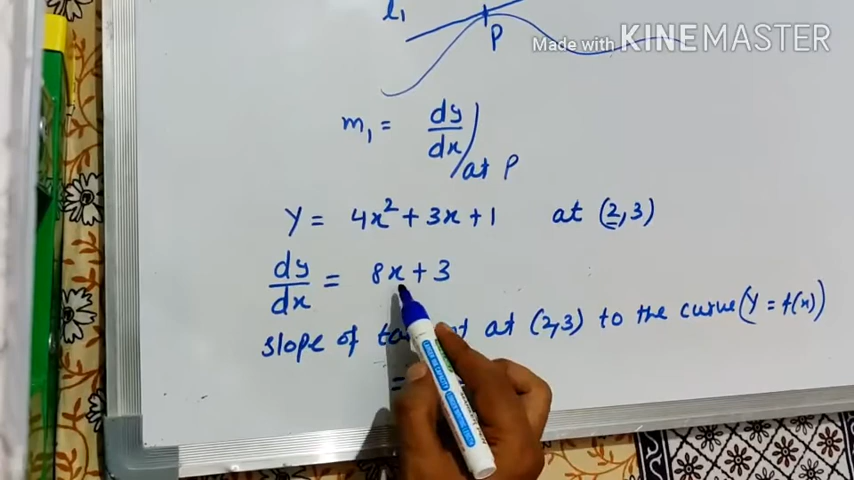 l₁
P
Made with KINEMASTER
m₁ = dy/dx / at P
Y = 4x² + 3x + 1 at (2,3)
dy/dx = 8x + 3
slope of at (2,3) to the curve (Y = f(x))
=